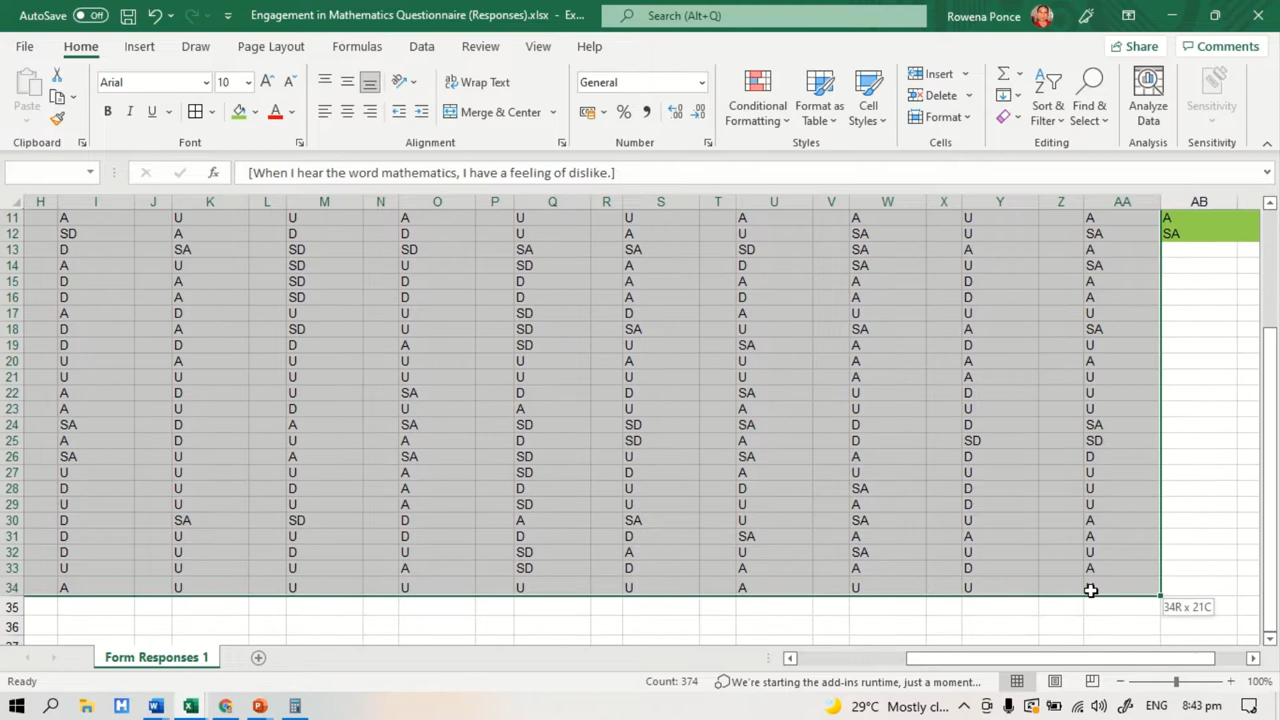 AutoSave Off Engagement in Mathematics Questionnaire (Responses).xlsx - Ex... Search (Alt+Q) Rowena Ponce
File Home Insert Draw Page Layout Formulas Data Review View Help Share Comments
Paste Arial 10 Wrap Text General Conditional Formatting Format as Table Cell Styles Insert Sort & Filter Find & Select Analyze Data Sensitivity
B I U A Merge & Center % Delete
Format
Clipboard Font Alignment Number Styles Cells Editing Analysis Sensitivity
fx [When I hear the word mathematics, I have a feeling of dislike.]
H I J K L M N O P Q R S T U V W X Y Z AA AB
11 A U U A U U A A U A A
12 SD A D D U A U SA U SA SA
13 D SA SD SD SA SA SD SA A A
14 A U SD U SD A D SA U SA
15 D A SD D D A A A D A
16 D A SD D D A D A D A
17 A D U U SD D A U U U
18 D A SD U SD SA U SA A SA
19 D D D A SD U SA A D U
20 U A U U U U U A A A
21 U U U U U U U A A U
22 A D U SA D D SA U D U
23 A U D U A U A U U U
24 SA D A SA SD SD SA D D SA
25 A D U A D SD A D SD SD
26 SA U A SA SD U SA A D D
27 U U U A SD D A U U U
28 D U D A D U D SA D U
29 U U U A SD U U A D U
30 D SA SD D A SA U SA U A
31 D U U D D D SA A A A
32 D U D U SD A U SA U U
33 U U U A SD D A A D A
34 A U U U U U A U U
35 34R x 21C
36
Form Responses 1
Ready Count: 374 We're starting the add-ins runtime, just a moment... 100%
29°C Mostly cl... ENG 8:43 pm